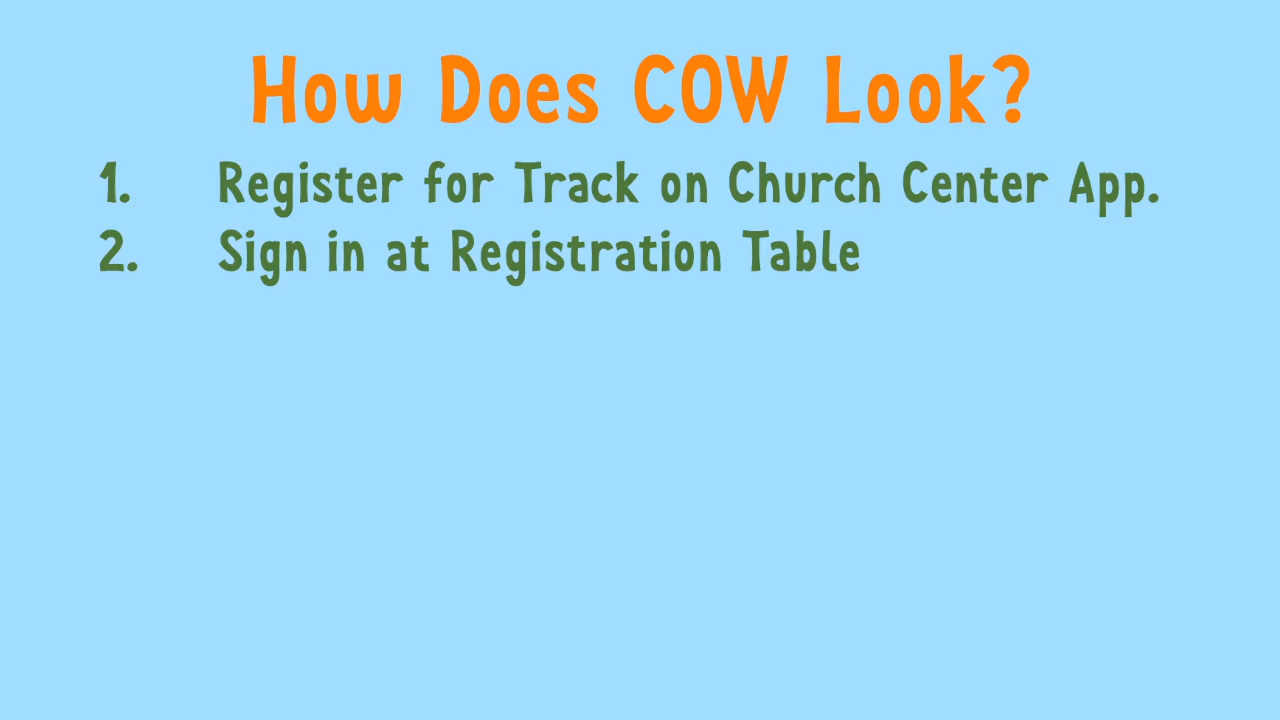 How Does COW Look?
1. Register for Track on Church Center App.
2. Sign in at Registration Table